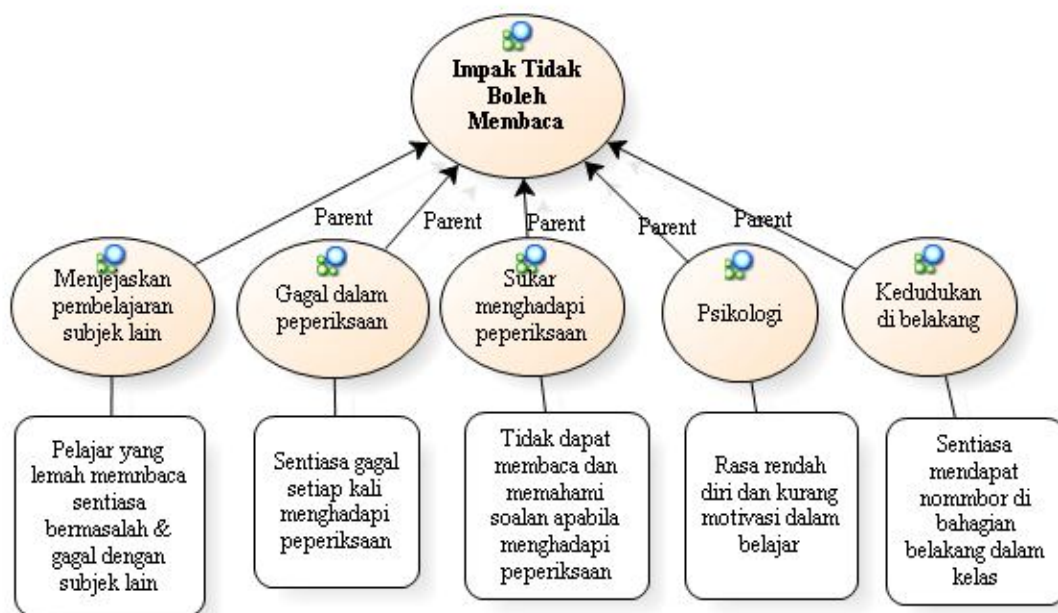 Impak Tidak
Boleh
Membaca
Parent
Parent
Parent
Parent
Parent
Menjejaskan
pembelajaran
subjek lain
Gagal dalam
peperiksaan
Sukar
menghadapi
peperiksaan
Psikologi
Kedudukan
di belakang
Pelajar yang
lemah memnbaca
sentiasa
bermasalah &
gagal dengan
subjek lain
Sentiasa gagal
setiap kali
menghadapi
peperiksaan
Tidak dapat
membaca dan
memahami
soalan apabila
menghadapi
peperiksaan
Rasa rendah
diri dan kurang
motivasi dalam
belajar
Sentiasa
mendapat
nommbor di
bahagian
belakang dalam
kelas